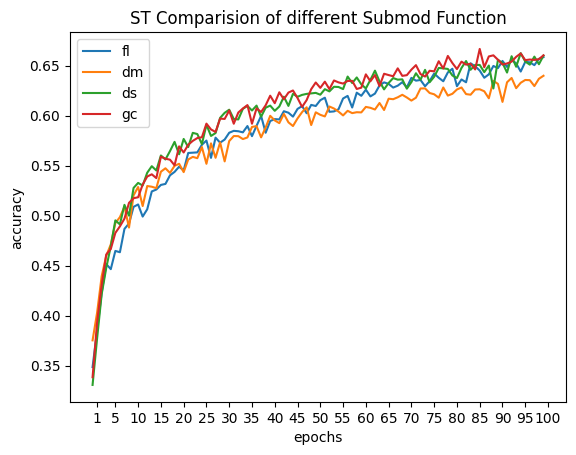 ST Comparision of different Submod Function
fl
dm
ds
gc
0.65
0.60
0.55
0.50
0.45
0.40
0.35
accuracy
1 5 10 15 20 25 30 35 40 45 50 55 60 65 70 75 80 85 90 95 100
epochs